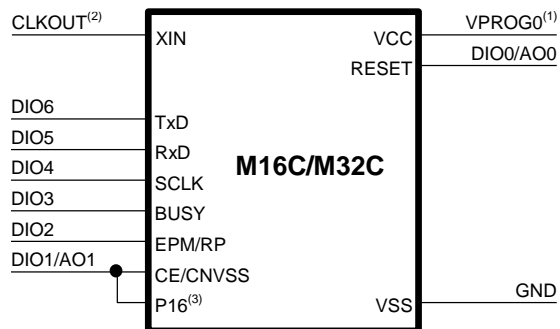 CLKOUT(2) XIN VCC VPROG0(1)
RESET DIO0/AO0
DIO6 TxD
DIO5 RxD
M16C/M32C
DIO4 SCLK
DIO3 BUSY
DIO2 EPM/RP
DIO1/AO1 CE/CNVSS
P16(3) VSS GND